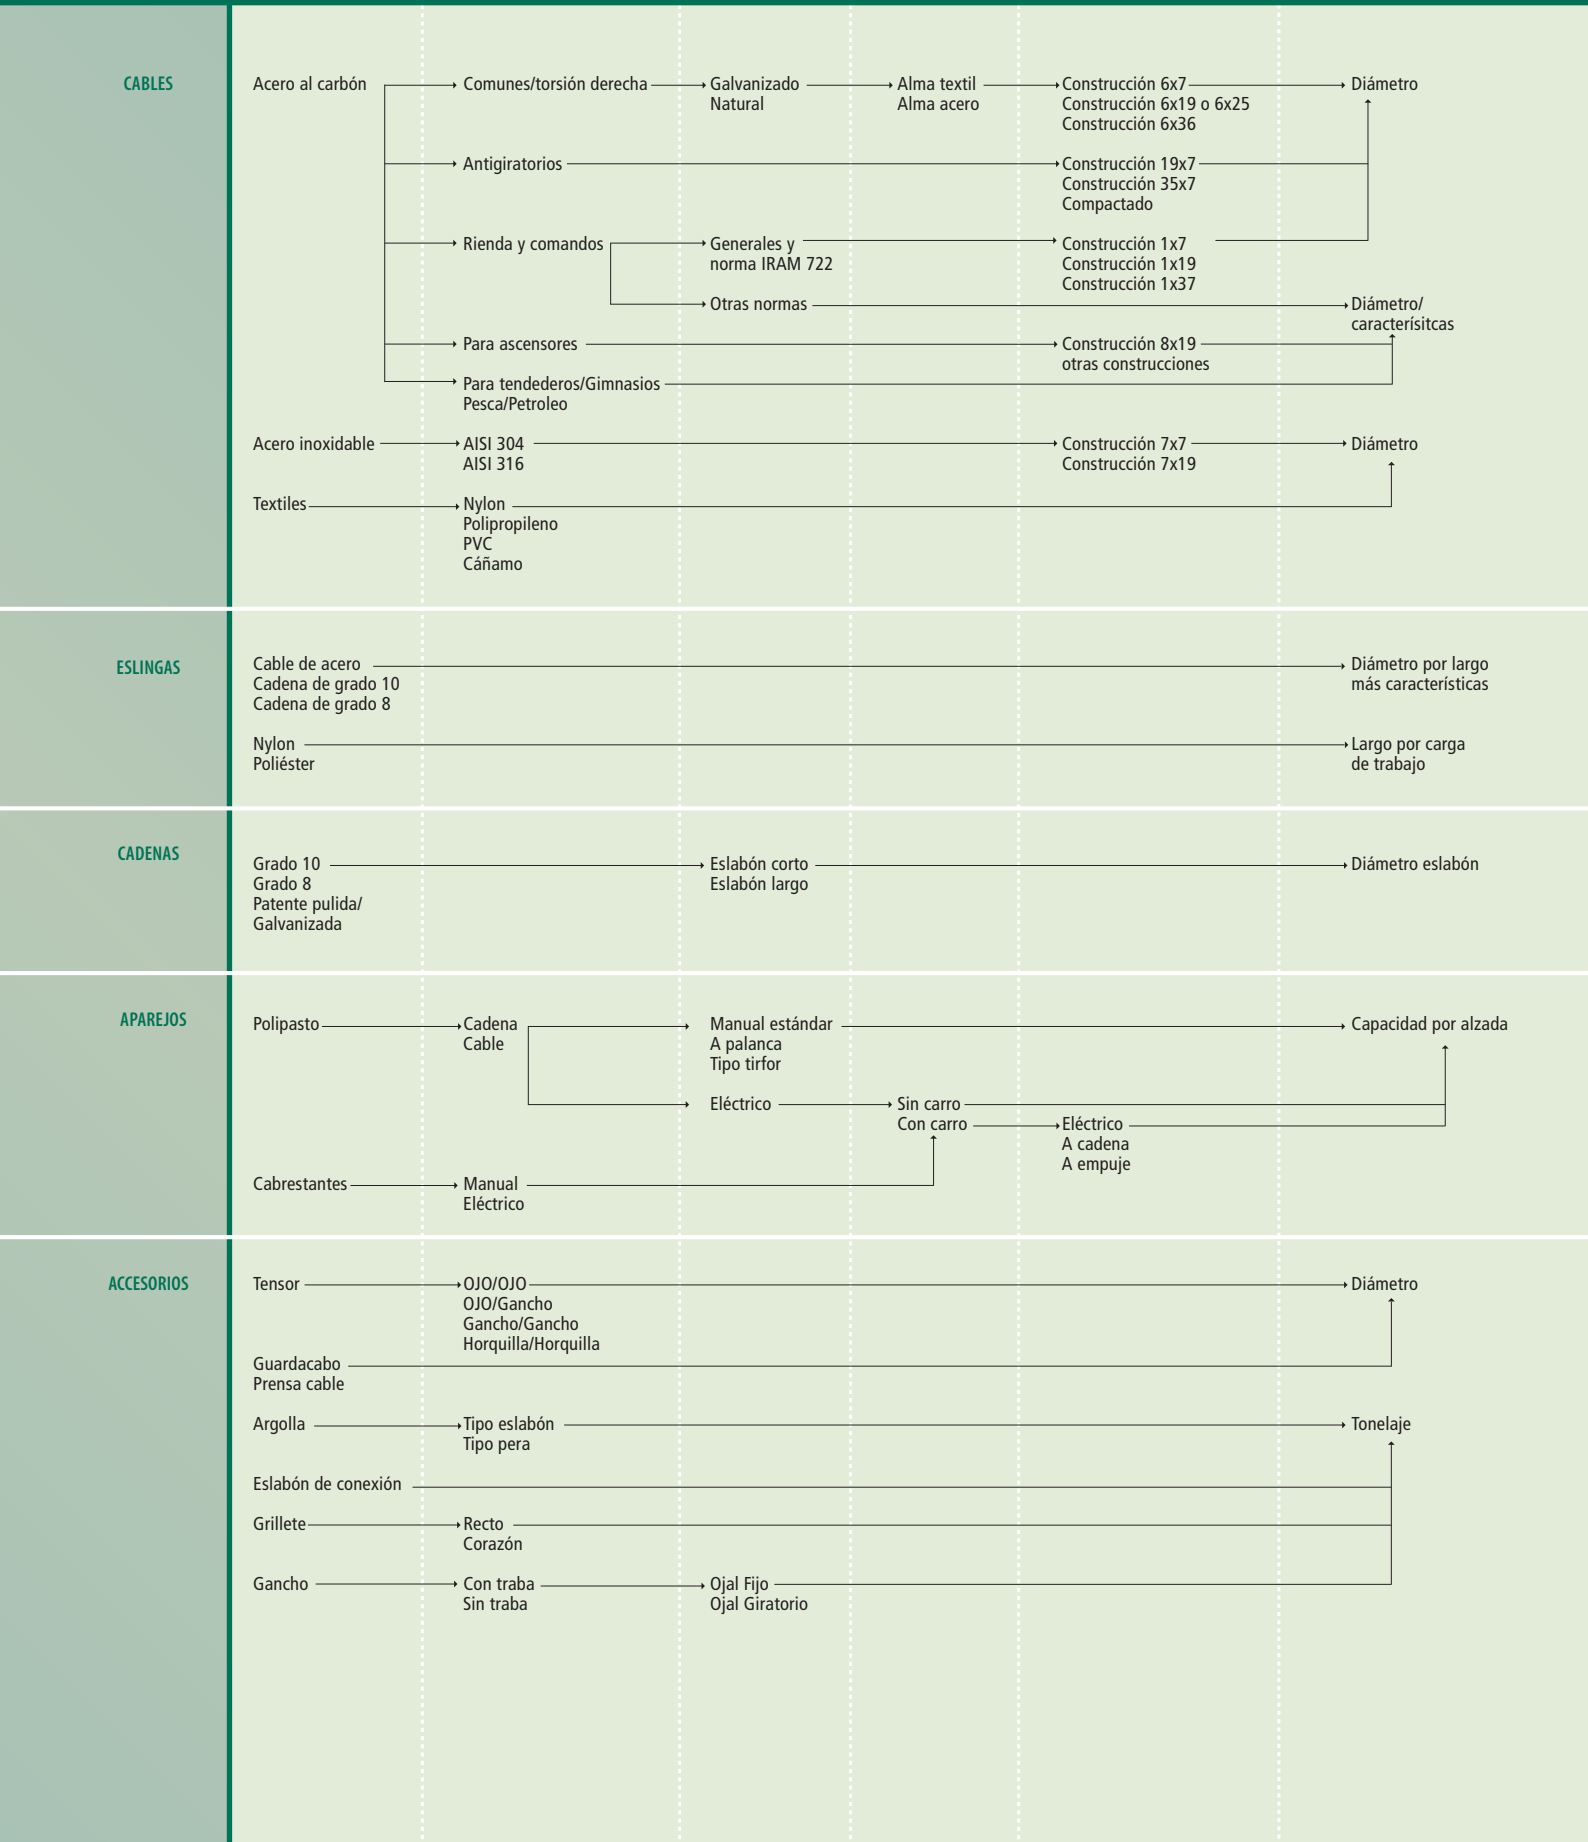 CABLES
Acero al carbón
Comunes/torsión derecha
Galvanizado
Natural
Alma textil
Alma acero
Construcción 6x7
Construcción 6x19 o 6x25
Construcción 6x36
Diámetro
Antigiratorios
Construcción 19x7
Construcción 35x7
Compactado
Rienda y comandos
Generales y
norma IRAM 722
Construcción 1x7
Construcción 1x19
Construcción 1x37
Otras normas
Diámetro/
caracterísitcas
Para ascensores
Construcción 8x19
otras construcciones
Para tendederos/Gimnasios
Pesca/Petroleo
Acero inoxidable
AISI 304
AISI 316
Construcción 7x7
Construcción 7x19
Diámetro
Textiles
Nylon
Polipropileno
PVC
Cáñamo
ESLINGAS
Cable de acero
Cadena de grado 10
Cadena de grado 8
Diámetro por largo
más características
Nylon
Poliéster
Largo por carga
de trabajo
CADENAS
Grado 10
Grado 8
Patente pulida/
Galvanizada
Eslabón corto
Eslabón largo
Diámetro eslabón
APAREJOS
Polipasto
Cadena
Cable
Manual estándar
A palanca
Tipo tirfor
Capacidad por alzada
Eléctrico
Sin carro
Con carro
Eléctrico
A cadena
A empuje
Cabrestantes
Manual
Eléctrico
ACCESORIOS
Tensor
OJO/OJO
OJO/Gancho
Gancho/Gancho
Horquilla/Horquilla
Diámetro
Guardacabo
Prensa cable
Argolla
Tipo eslabón
Tipo pera
Tonelaje
Eslabón de conexión
Grillete
Recto
Corazón
Gancho
Con traba
Sin traba
Ojal Fijo
Ojal Giratorio